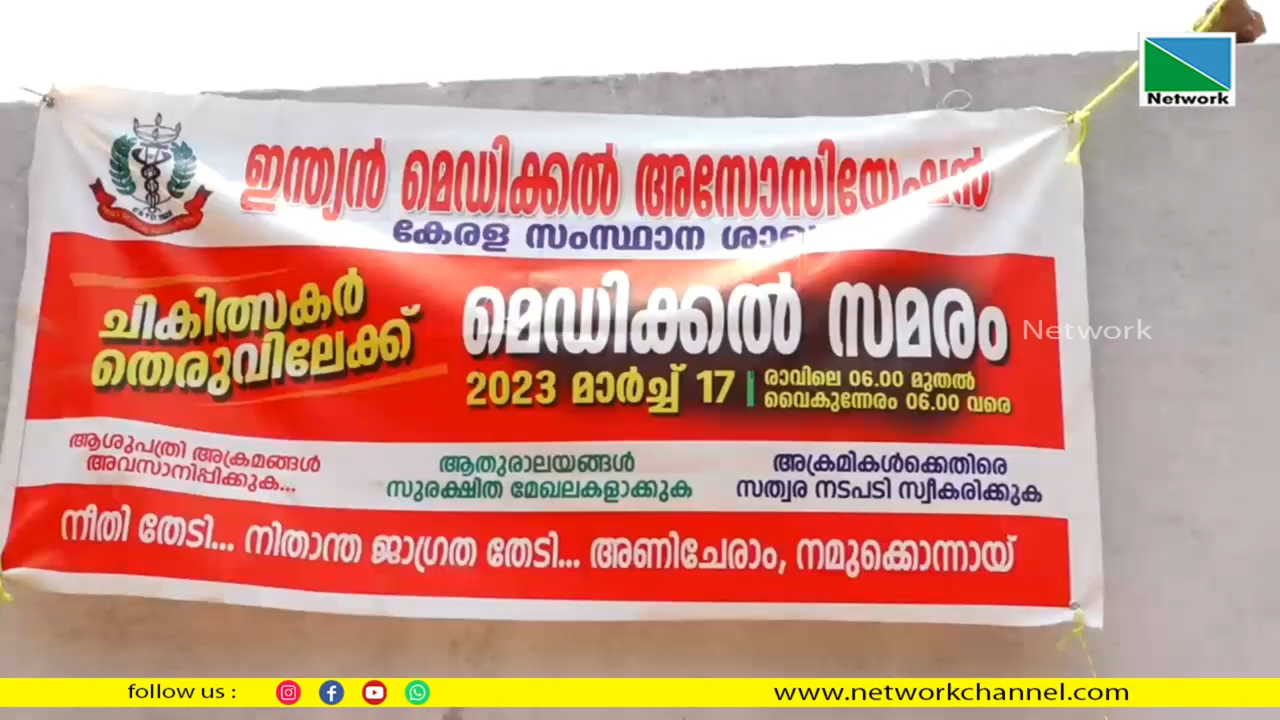 Network
ഇന്ത്യൻ മെഡിക്കൽ അസോസിയേഷൻ
കേരള സംസ്ഥാന ശാഖ
ചികിത്സകർ
തെരുവിലേക്ക്
മെഡിക്കൽ സമരം
Network
2023 മാർച്ച് 17
രാവിലെ 06.00 മുതൽ
വൈകുന്നേരം 06.00 വരെ
ആശുപത്രി അക്രമങ്ങൾ
അവസാനിപ്പിക്കുക...
ആതുരാലയങ്ങൾ
സുരക്ഷിത മേഖലകളാക്കുക
അക്രമികൾക്കെതിരെ
സത്വര നടപടി സ്വീകരിക്കുക
നീതി തേടി... നിതാന്ത ജാഗ്രത തേടി... അണിചേരാം, നമുക്കൊന്നായ്
follow us :
www.networkchannel.com